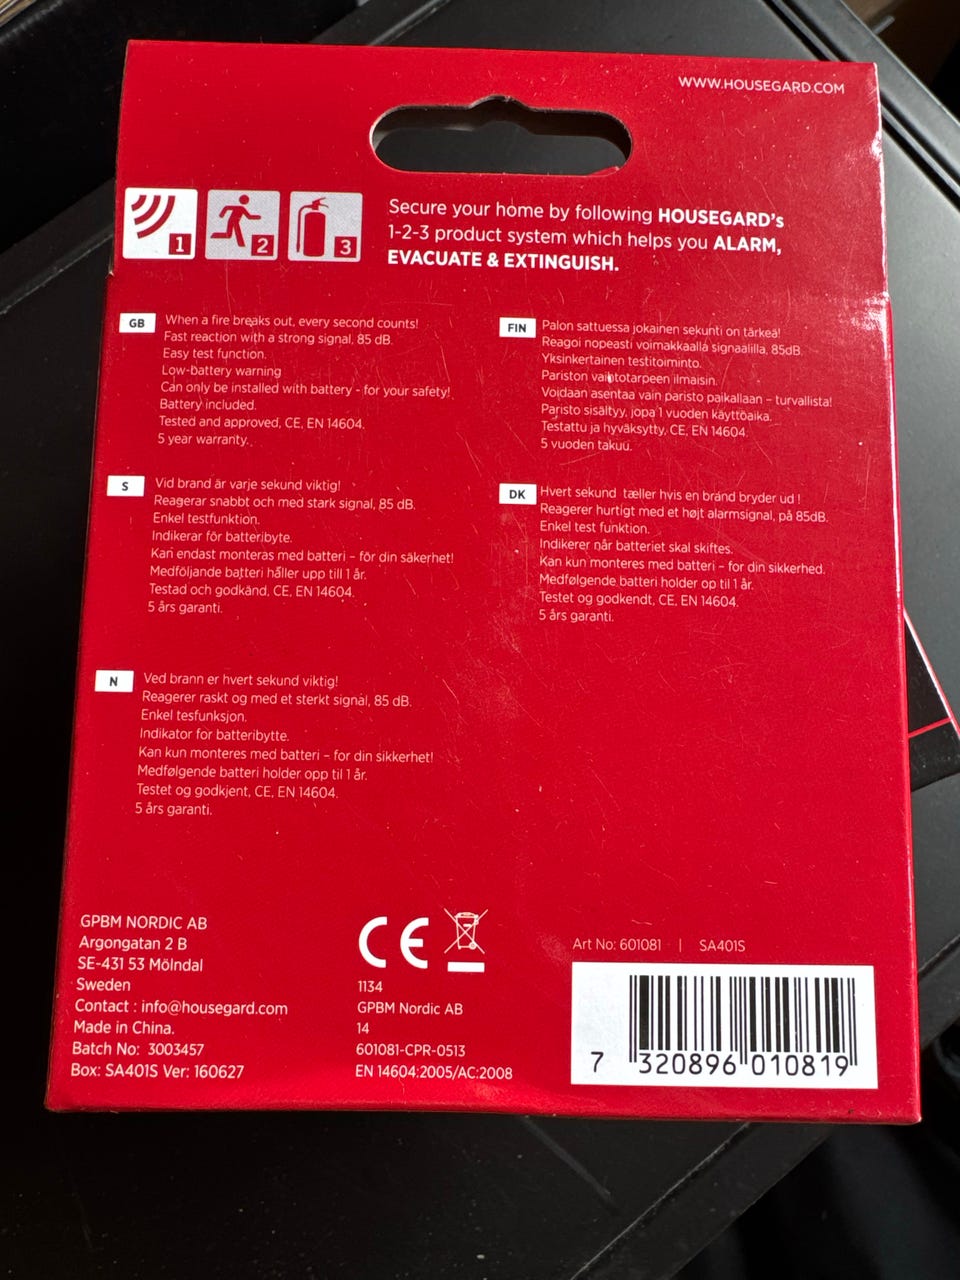 WWW.HOUSEGARD.COM
1
2
3
Secure your home by following HOUSEGARD's
1-2-3 product system which helps you ALARM,
EVACUATE & EXTINGUISH.
GB
When a fire breaks out, every second counts!
Fast reaction with a strong signal, 85 dB.
Easy test function.
Low-battery warning
Can only be installed with battery - for your safety!
Battery included.
Tested and approved, CE, EN 14604.
5 year warranty.
FIN
Palon sattuessa jokainen sekunti on tärkeä!
Reagoi nopeasti voimakkaalla signaalilla, 85dB.
Yksinkertainen testitoiminto.
Pariston vaihtotarpeen ilmaisin.
Voidaan asentaa vain paristo paikallaan – turvallista!
Paristo sisältyy, jopa 1 vuoden käyttöaika.
Testattu ja hyväksytty, CE, EN 14604.
5 vuoden takuu.
S
Vid brand är varje sekund viktig!
Reagerar snabbt och med stark signal, 85 dB.
Enkel testfunktion.
Indikerar för batteribyte.
Kan endast monteras med batteri – för din säkerhet!
Medföljande batteri håller upp till 1 år.
Testad och godkänd, CE, EN 14604.
5 års garanti.
DK
Hvert sekund tæller hvis en brand bryder ud !
Reagerer hurtigt med et højt alarmsignal, på 85dB.
Enkel test funktion.
Indikerer når batteriet skal skiftes.
Kan kun monteres med batteri – for din sikkerhed.
Medfølgende batteri holder op til 1 år.
Testet og godkendt, CE, EN 14604.
5 års garanti.
N
Ved brann er hvert sekund viktig!
Reagerer raskt og med et sterkt signal, 85 dB.
Enkel tesfunksjon.
Indikator for batteribytte.
Kan kun monteres med batteri – for din sikkerhet!
Medfølgende batteri holder opp til 1 år.
Testet og godkjent, CE, EN 14604.
5 års garanti.
GPBM NORDIC AB
Argongatan 2 B
SE-431 53 Mölndal
Sweden
Contact : info@housegard.com
Made in China.
Batch No: 3003457
Box: SA401S Ver: 160627
CE
1134
GPBM Nordic AB
14
601081-CPR-0513
EN 14604:2005/AC:2008
Art No: 601081 | SA401S
7 320896 010819